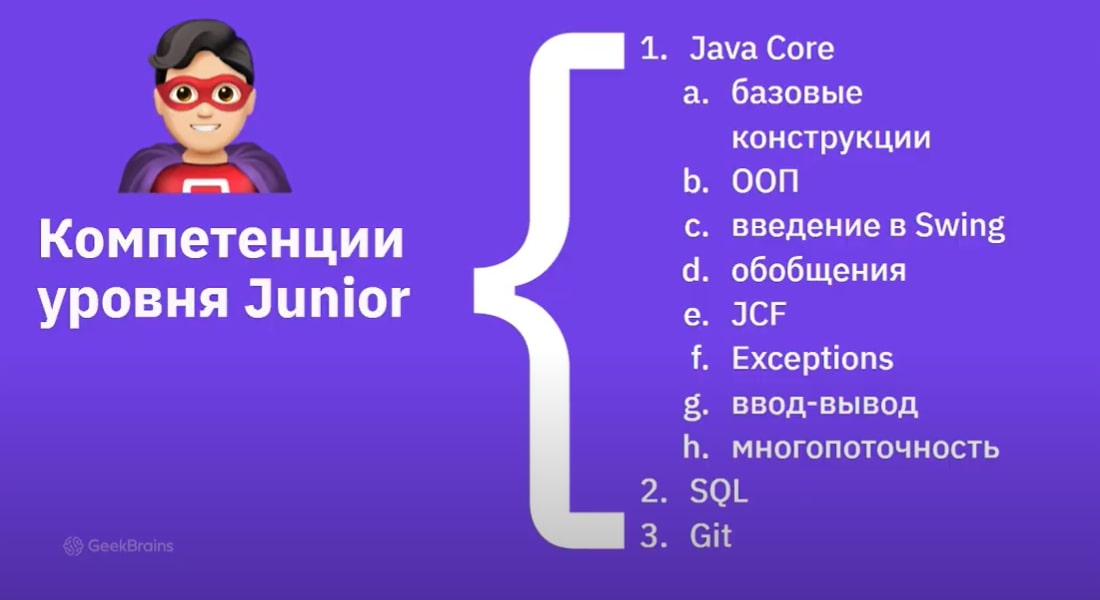 Компетенции
уровня Junior
1. Java Core
a. базовые
конструкции
b. ООП
c. введение в Swing
d. обобщения
e. JCF
f. Exceptions
g. ввод-вывод
h. многопоточность
2. SQL
3. Git
GeekBrains